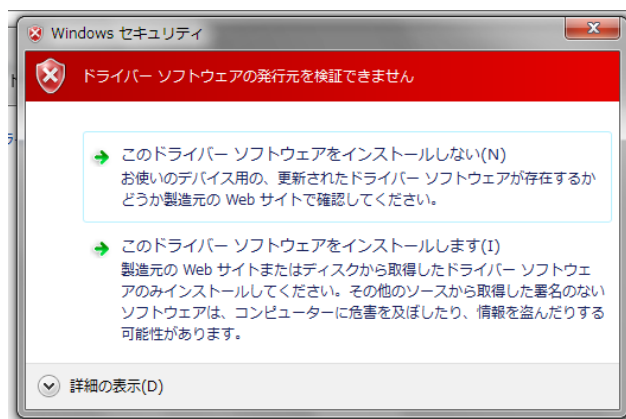 Windows セキュリティ
ドライバー ソフトウェアの発行元を検証できません
このドライバー ソフトウェアをインストールしない(N)
お使いのデバイス用の、更新されたドライバー ソフトウェアが存在するか
どうか製造元の Web サイトで確認してください。
このドライバー ソフトウェアをインストールします(I)
製造元の Web サイトまたはディスクから取得したドライバー ソフトウェ
アのみインストールしてください。その他のソースから取得した署名のない
ソフトウェアは、コンピューターに危害を及ぼしたり、情報を盗んだりする
可能性があります。
詳細の表示(D)